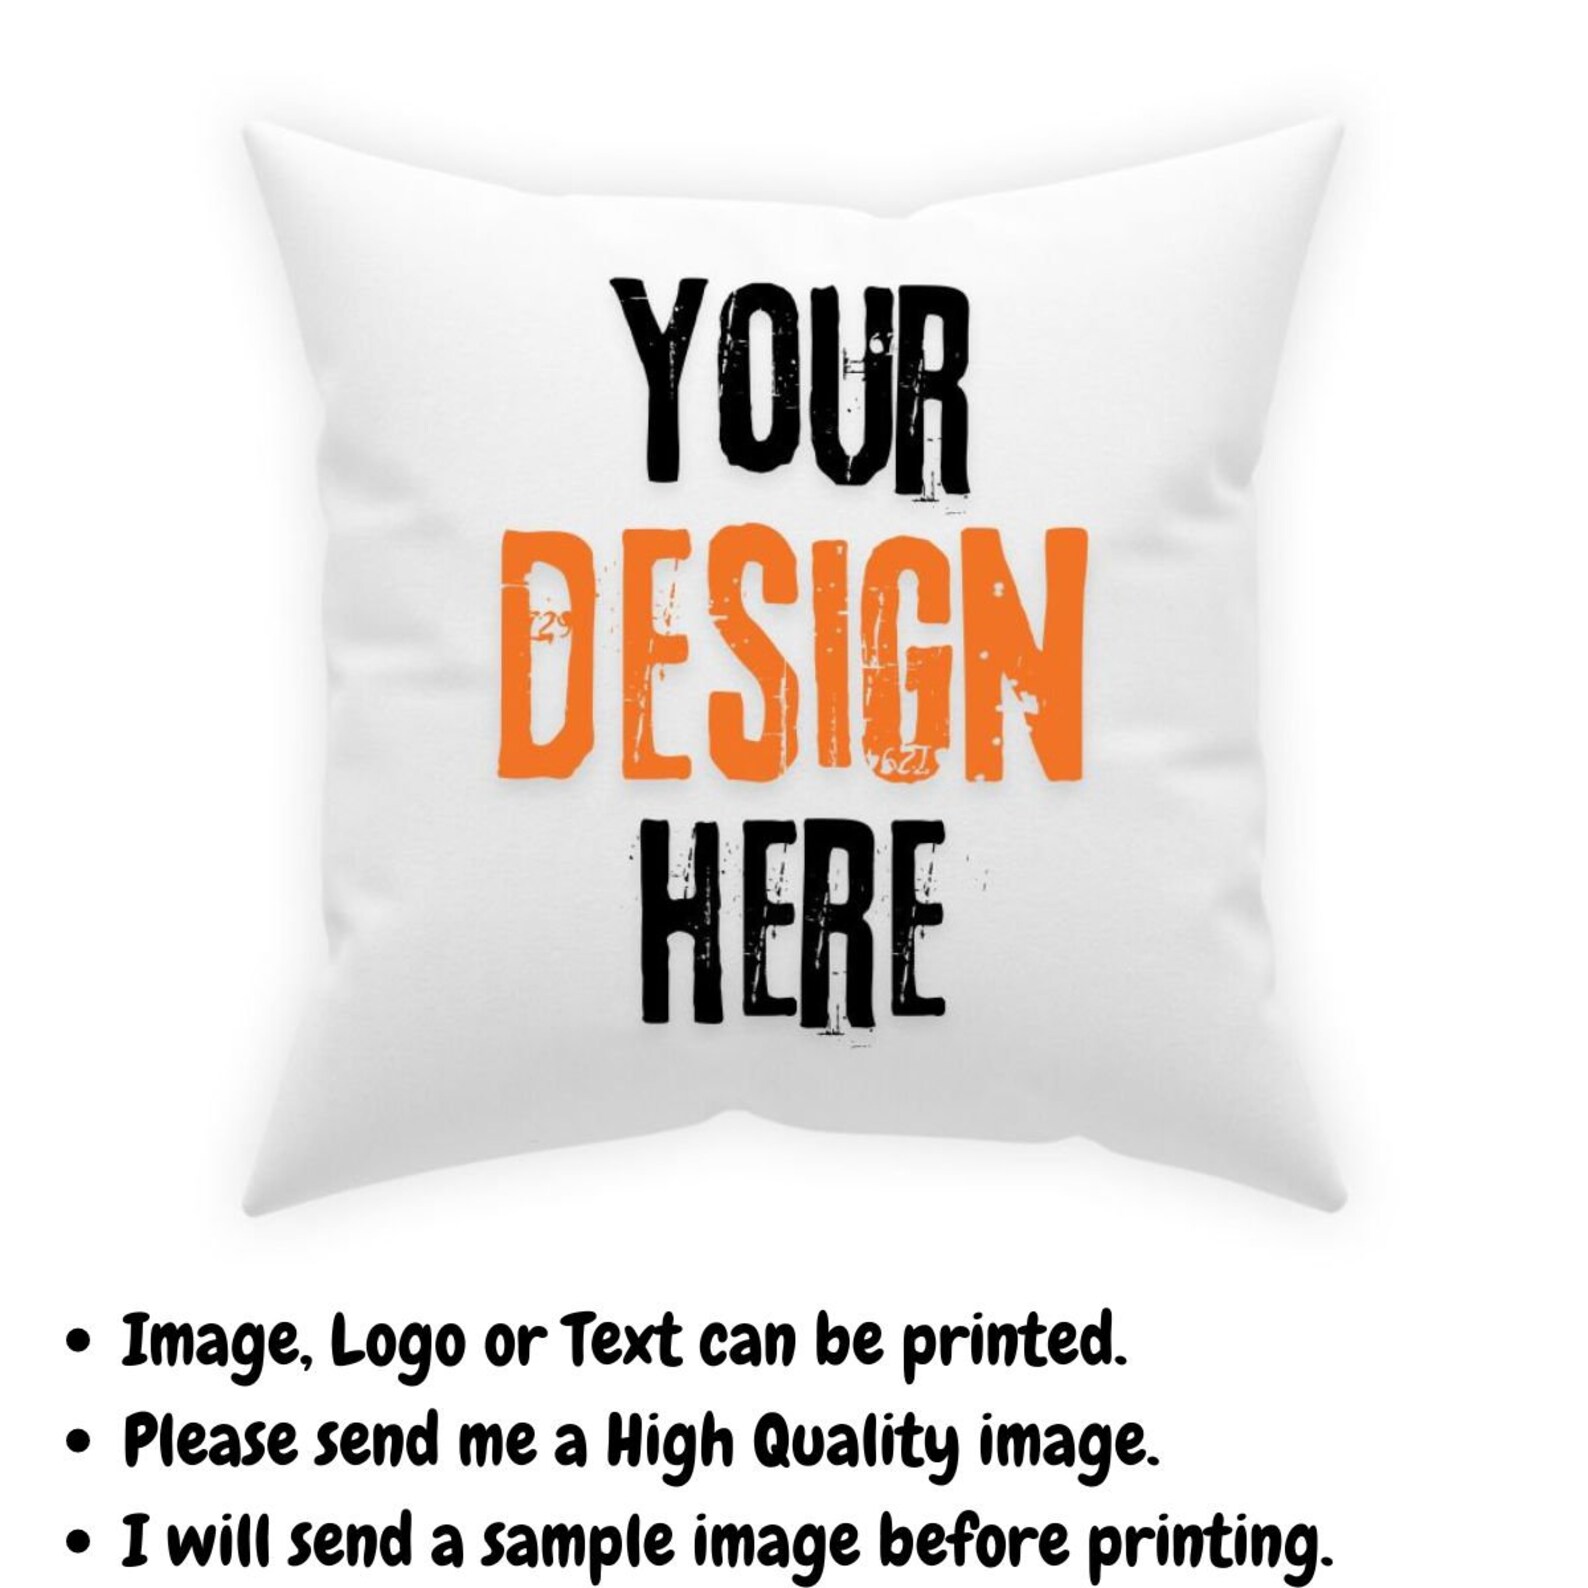 YOUR
DESIGN
HERE
• Image, Logo or Text can be printed.
• Please send me a High Quality image.
• I will send a sample image before printing.